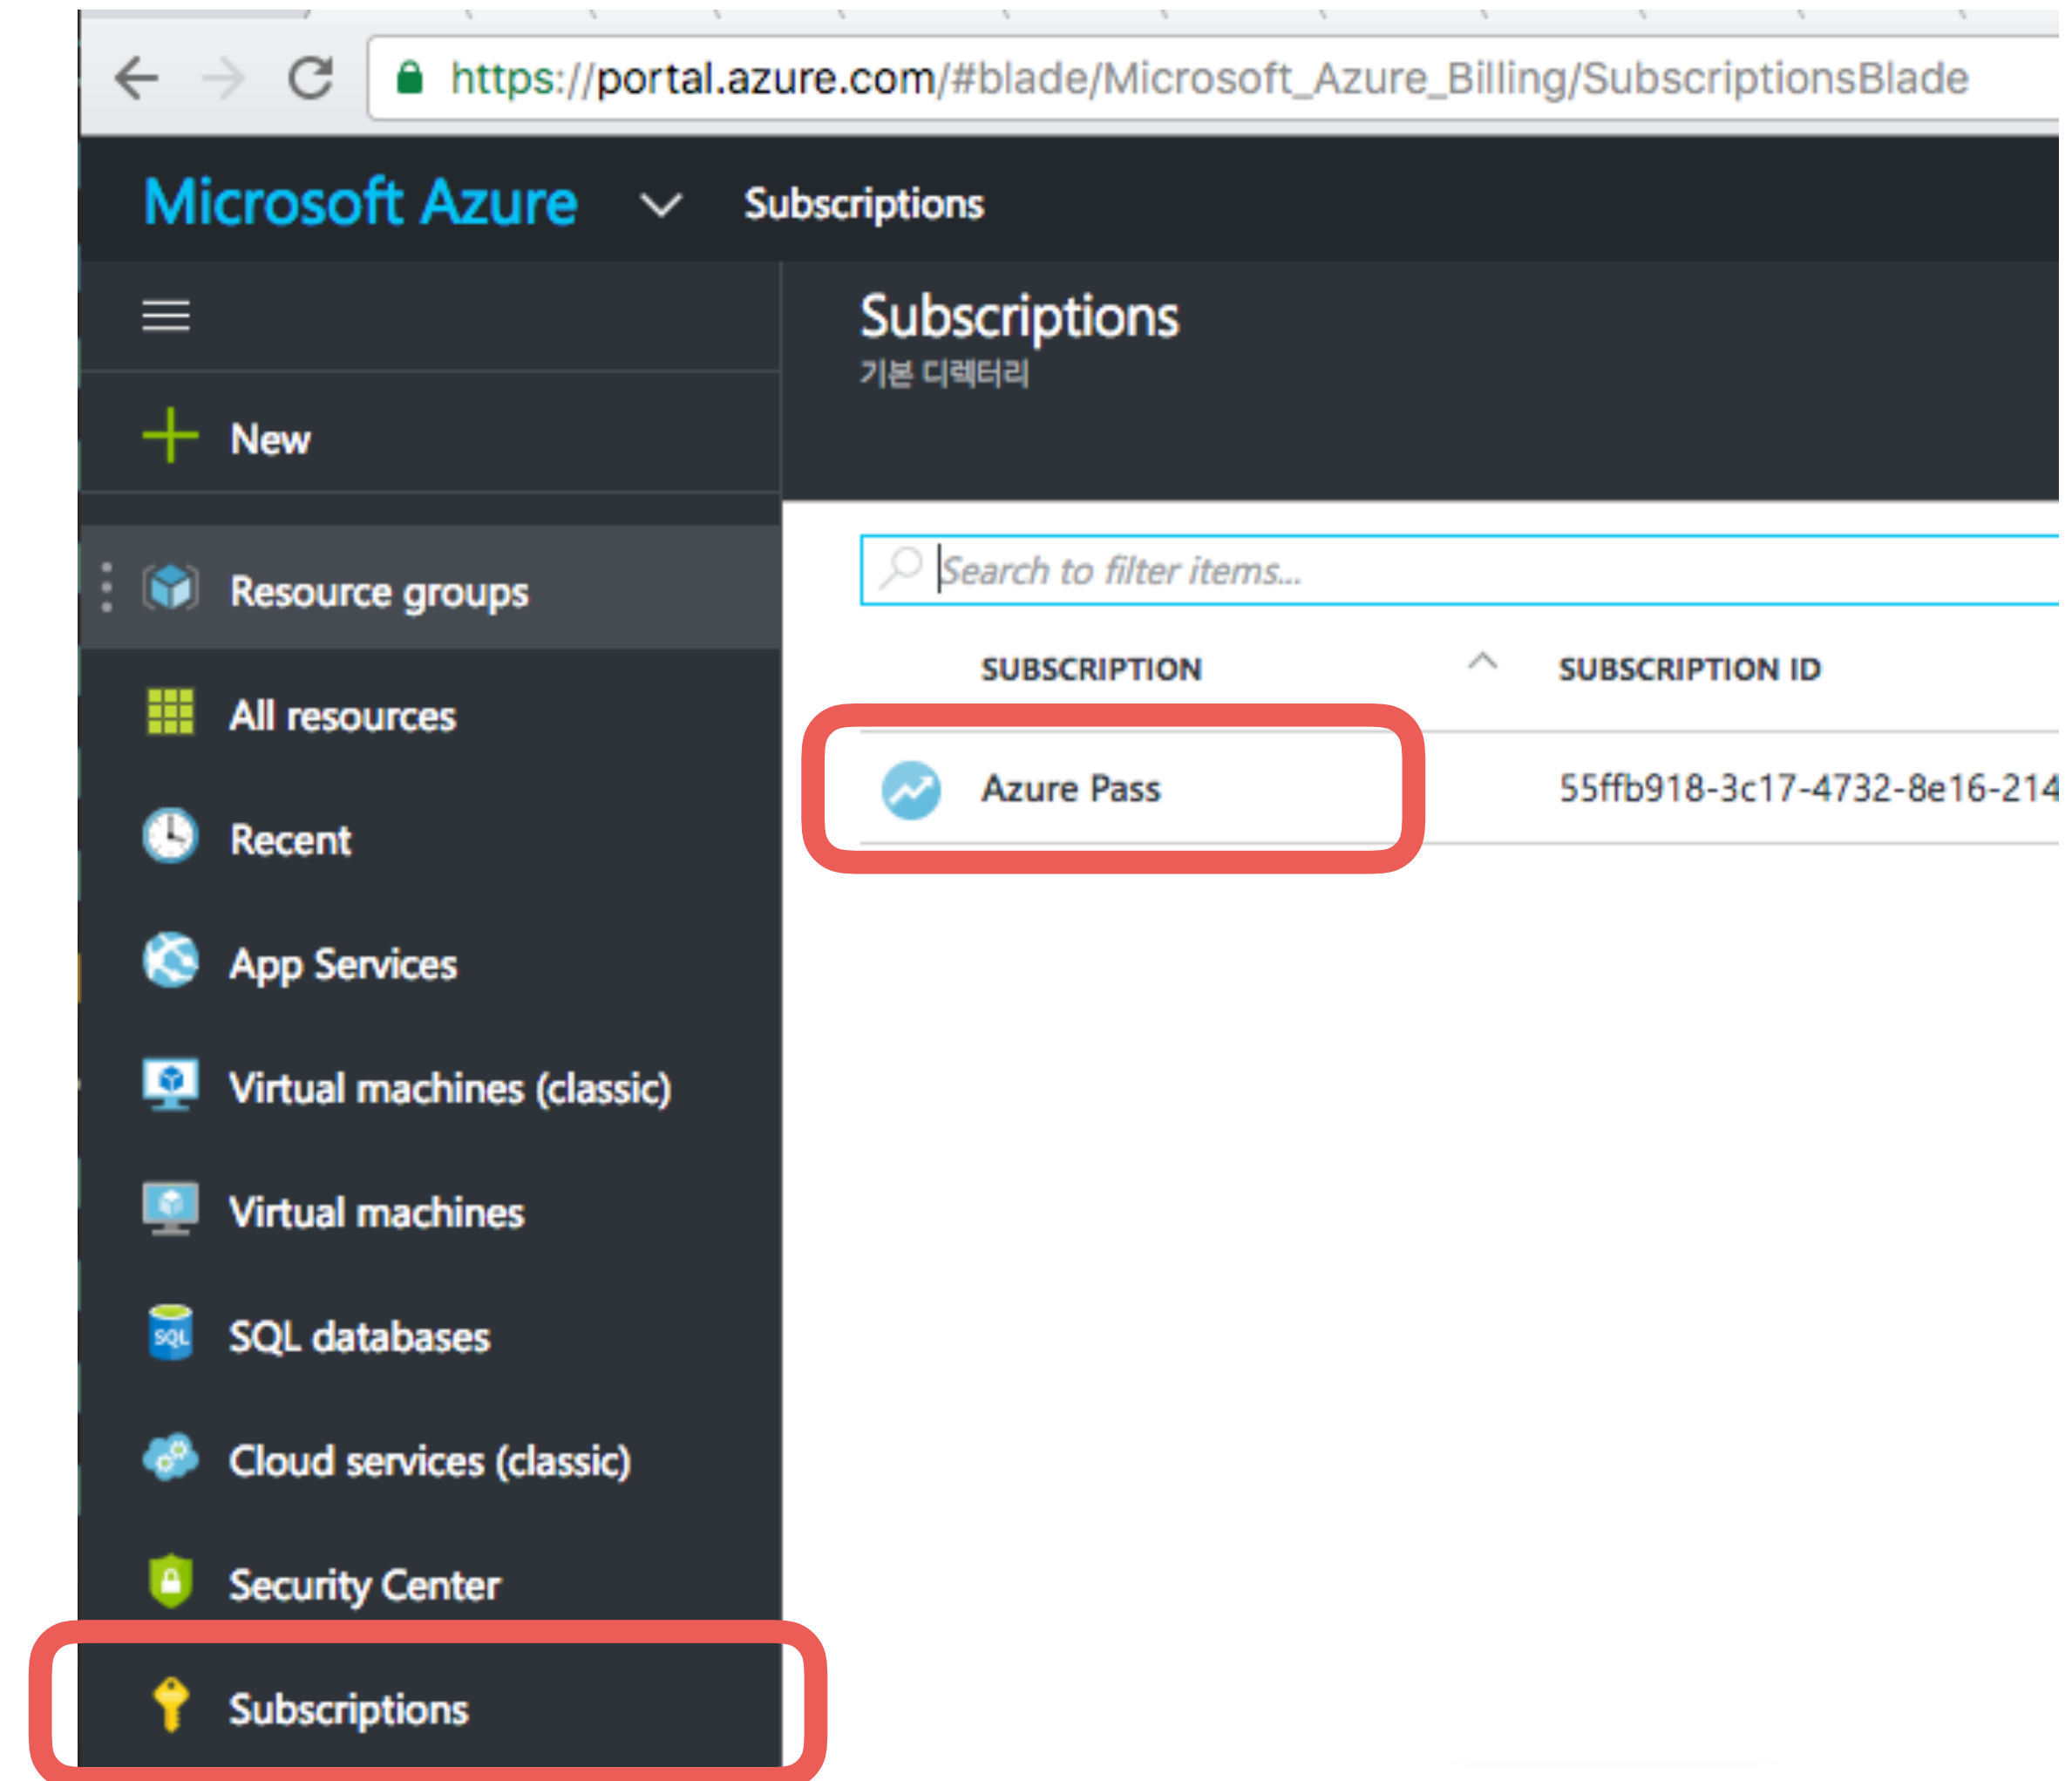 https://portal.azure.com/#blade/Microsoft_Azure_Billing/SubscriptionsBlade
Microsoft Azure Subscriptions
Subscriptions
기본 디렉터리
New
Search to filter items...
Resource groups
SUBSCRIPTION SUBSCRIPTION ID
All resources
Azure Pass 55ffb918-3c17-4732-8e16-214
Recent
App Services
Virtual machines (classic)
Virtual machines
SQL
SQL databases
Cloud services (classic)
Security Center
Subscriptions